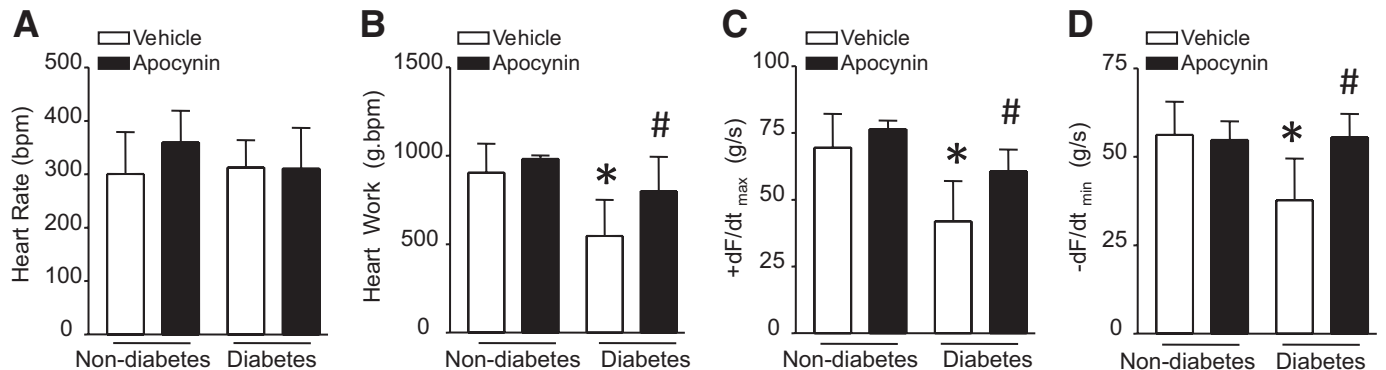 A
Vehicle
Apocynin
Heart Rate (bpm)
500
400
300
200
100
0
Non-diabetes Diabetes
B
Vehicle
Apocynin
Heart Work (g.bpm)
1500
1000
500
0
*
#
Non-diabetes Diabetes
C
Vehicle
Apocynin
+dF/dt max (g/s)
100
75
50
25
0
*
#
Non-diabetes Diabetes
D
Vehicle
Apocynin
-dF/dt min (g/s)
75
50
25
0
*
#
Non-diabetes Diabetes